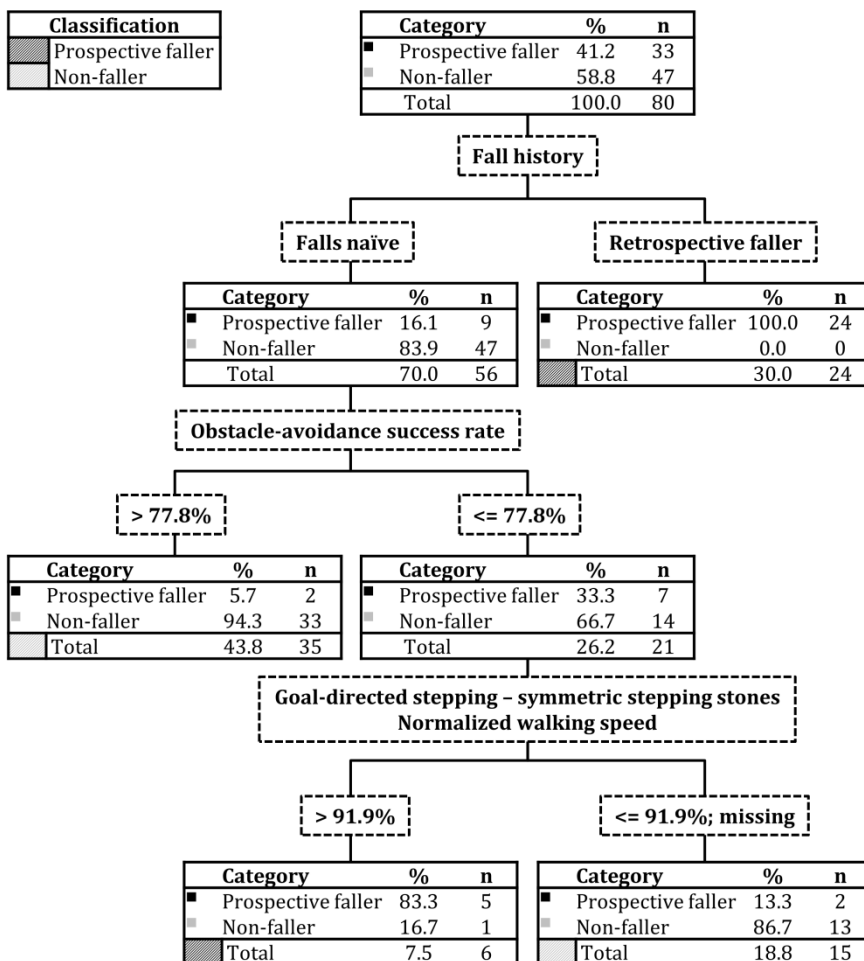 Classification
Prospective faller
Non-faller
Category % n
Prospective faller 41.2 33
Non-faller 58.8 47
Total 100.0 80
Fall history
Falls naïve
Retrospective faller
Category % n
Prospective faller 16.1 9
Non-faller 83.9 47
Total 70.0 56
Category % n
Prospective faller 100.0 24
Non-faller 0.0 0
Total 30.0 24
Obstacle-avoidance success rate
> 77.8%
<= 77.8%
Category % n
Prospective faller 5.7 2
Non-faller 94.3 33
Total 43.8 35
Category % n
Prospective faller 33.3 7
Non-faller 66.7 14
Total 26.2 21
Goal-directed stepping – symmetric stepping stones
Normalized walking speed
> 91.9%
<= 91.9%; missing
Category % n
Prospective faller 83.3 5
Non-faller 16.7 1
Total 7.5 6
Category % n
Prospective faller 13.3 2
Non-faller 86.7 13
Total 18.8 15